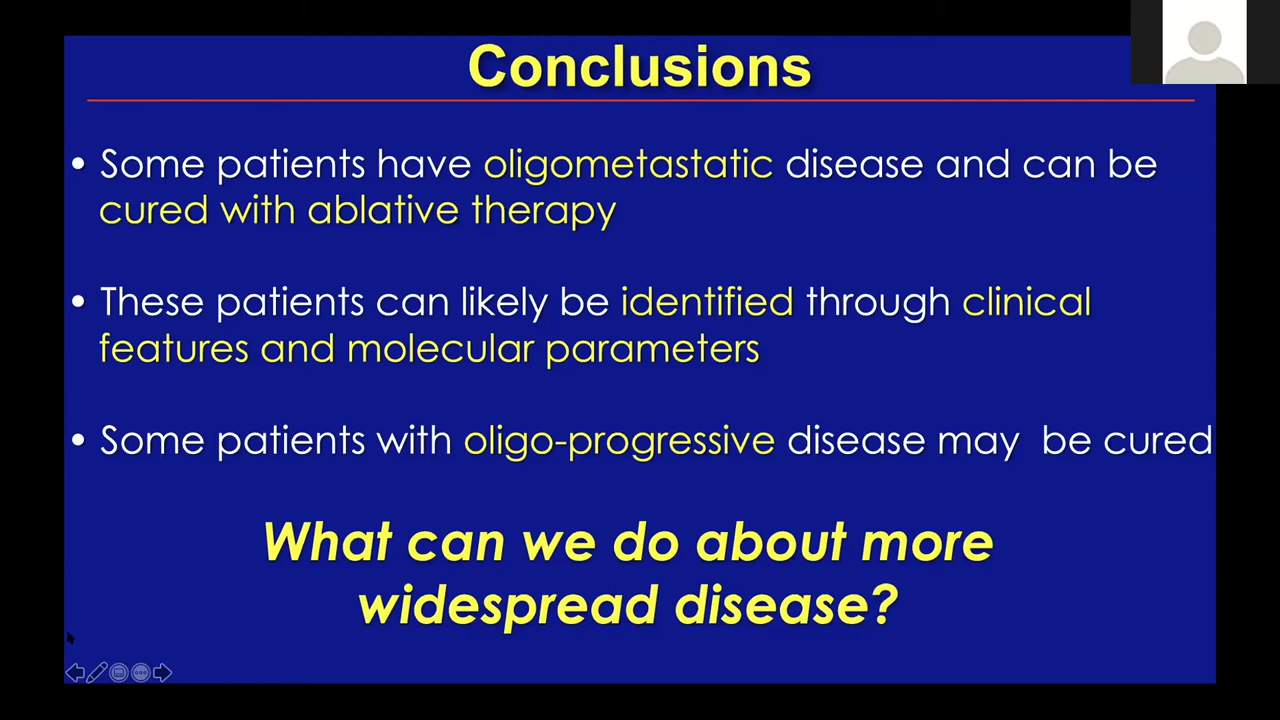 Conclusions
• Some patients have oligometastatic disease and can be
cured with ablative therapy
• These patients can likely be identified through clinical
features and molecular parameters
• Some patients with oligo-progressive disease may  be cured
What can we do about more
widespread disease?